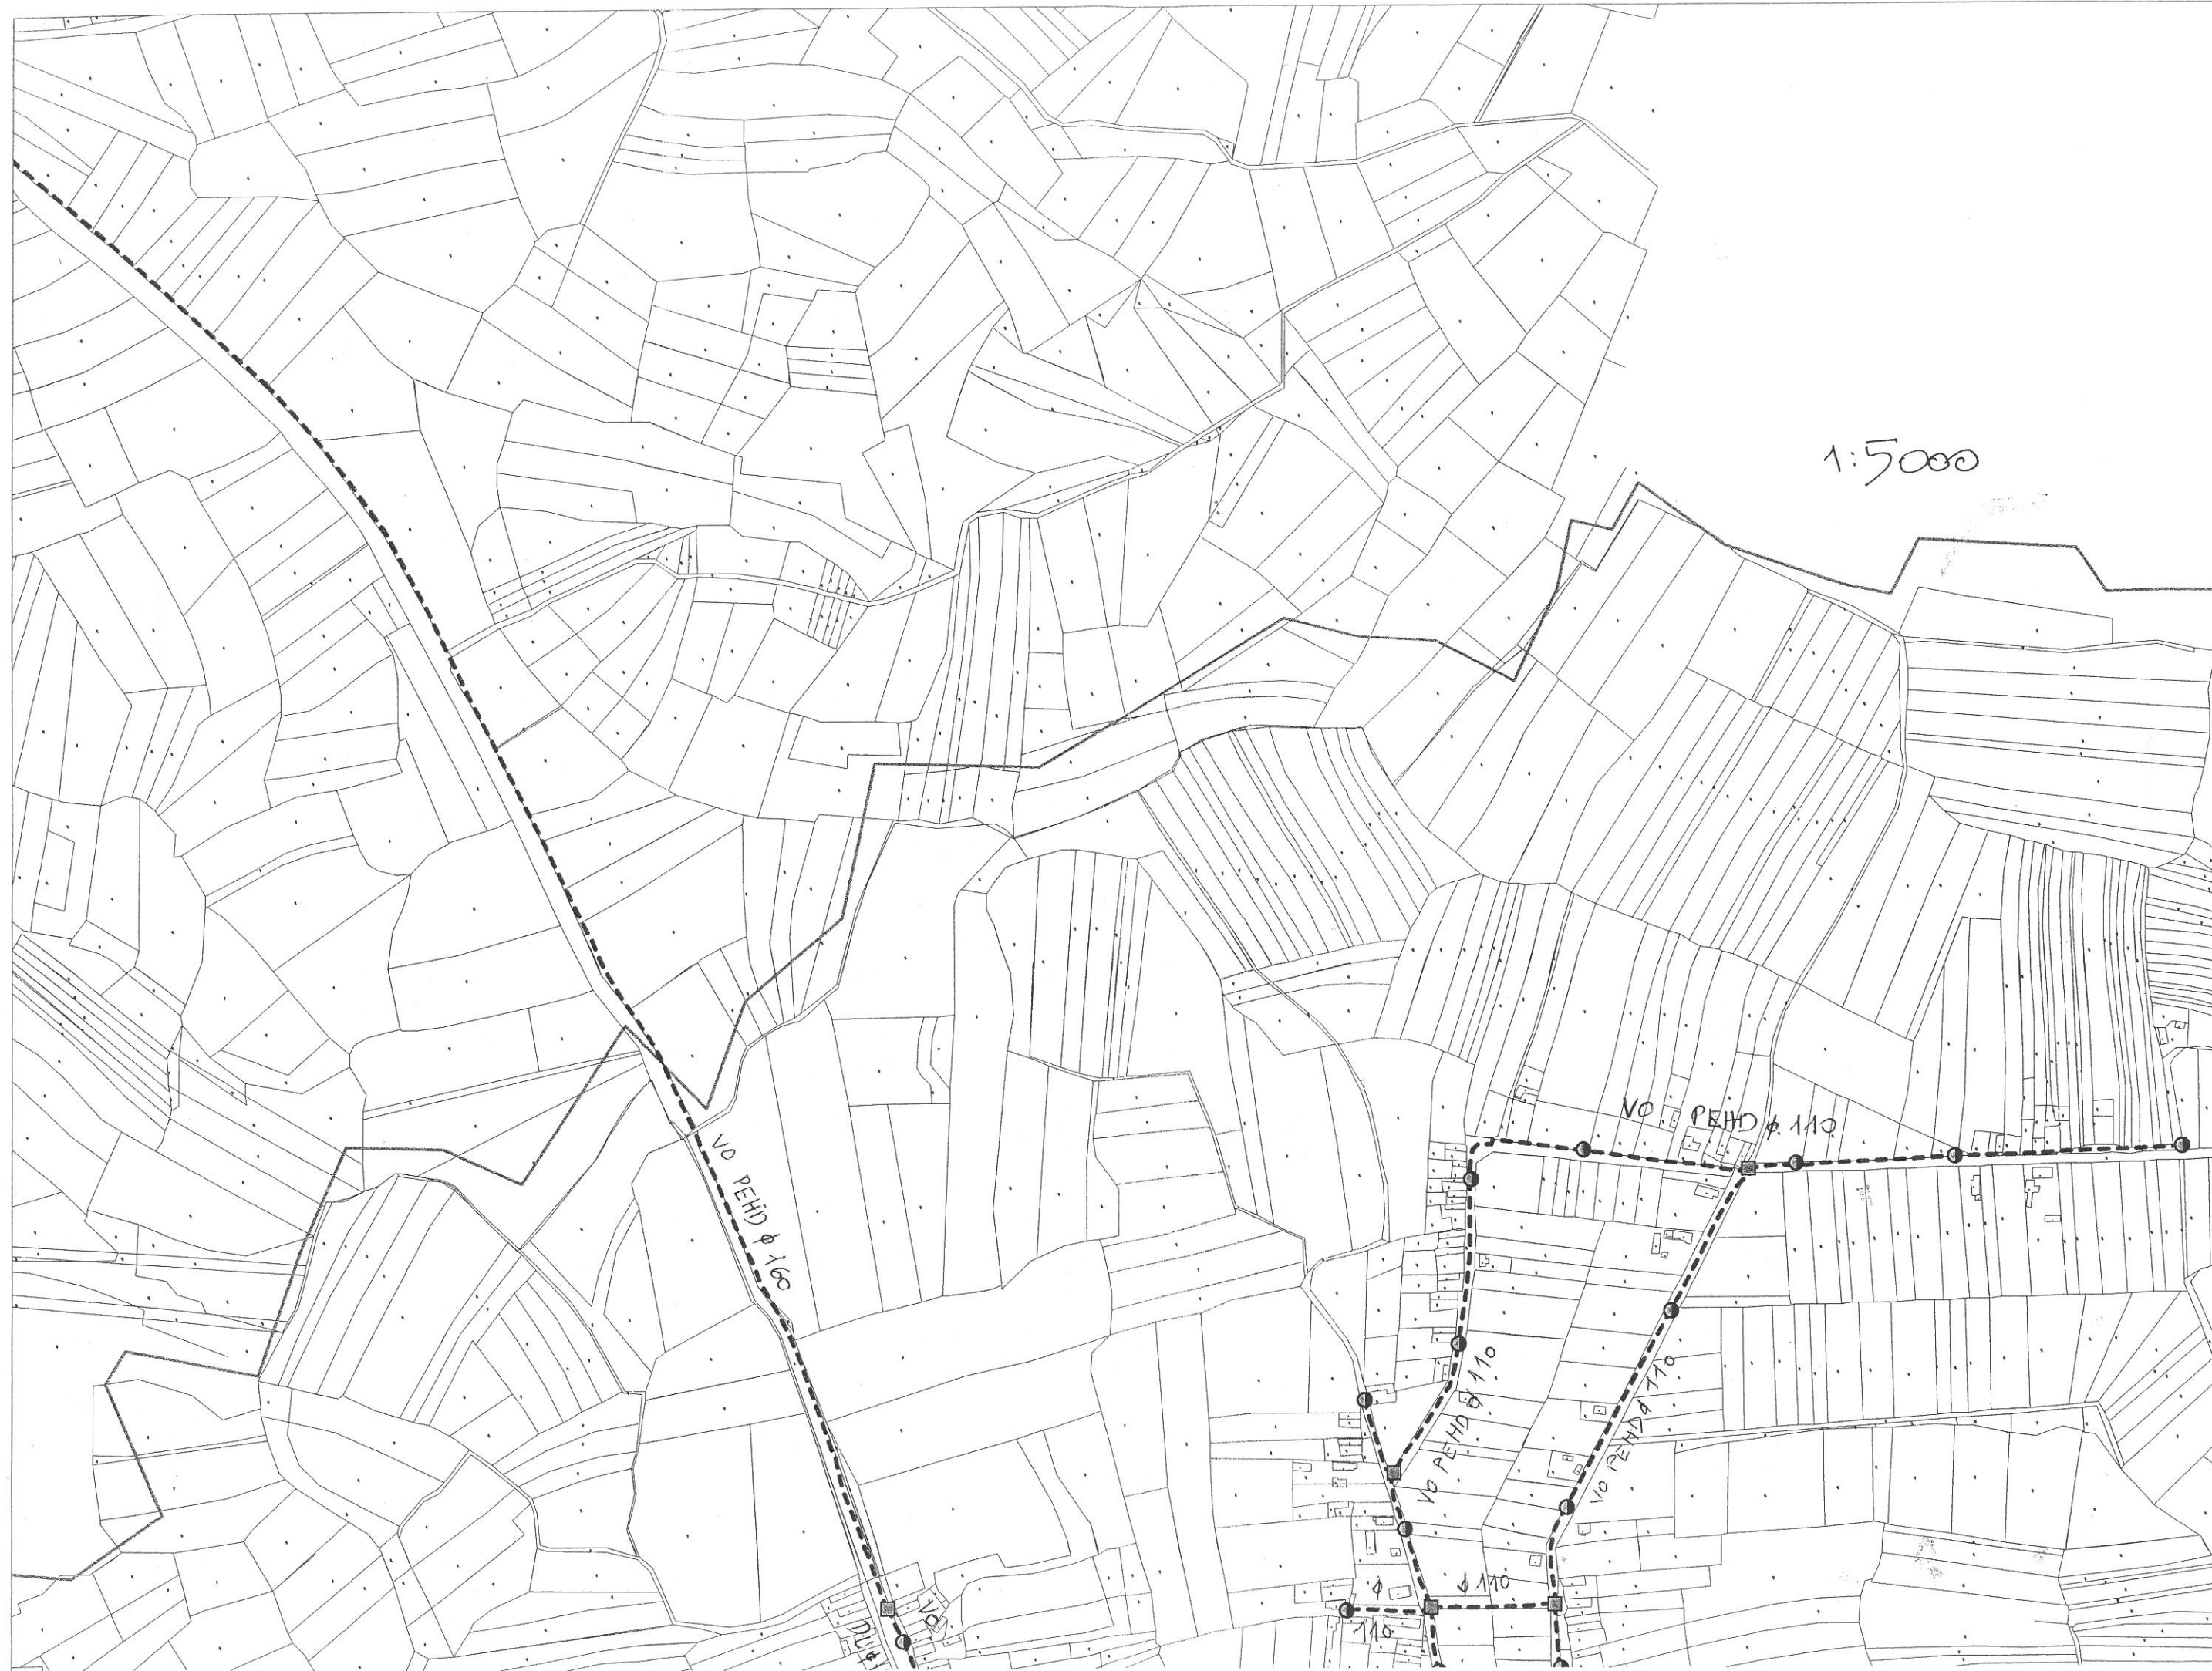 1:5000
VO PEHD ϕ 110
VO PEHD ϕ 160
VO PEHD ϕ 110
VO PEHD ϕ 110
ϕ 110
ϕ
110
VO